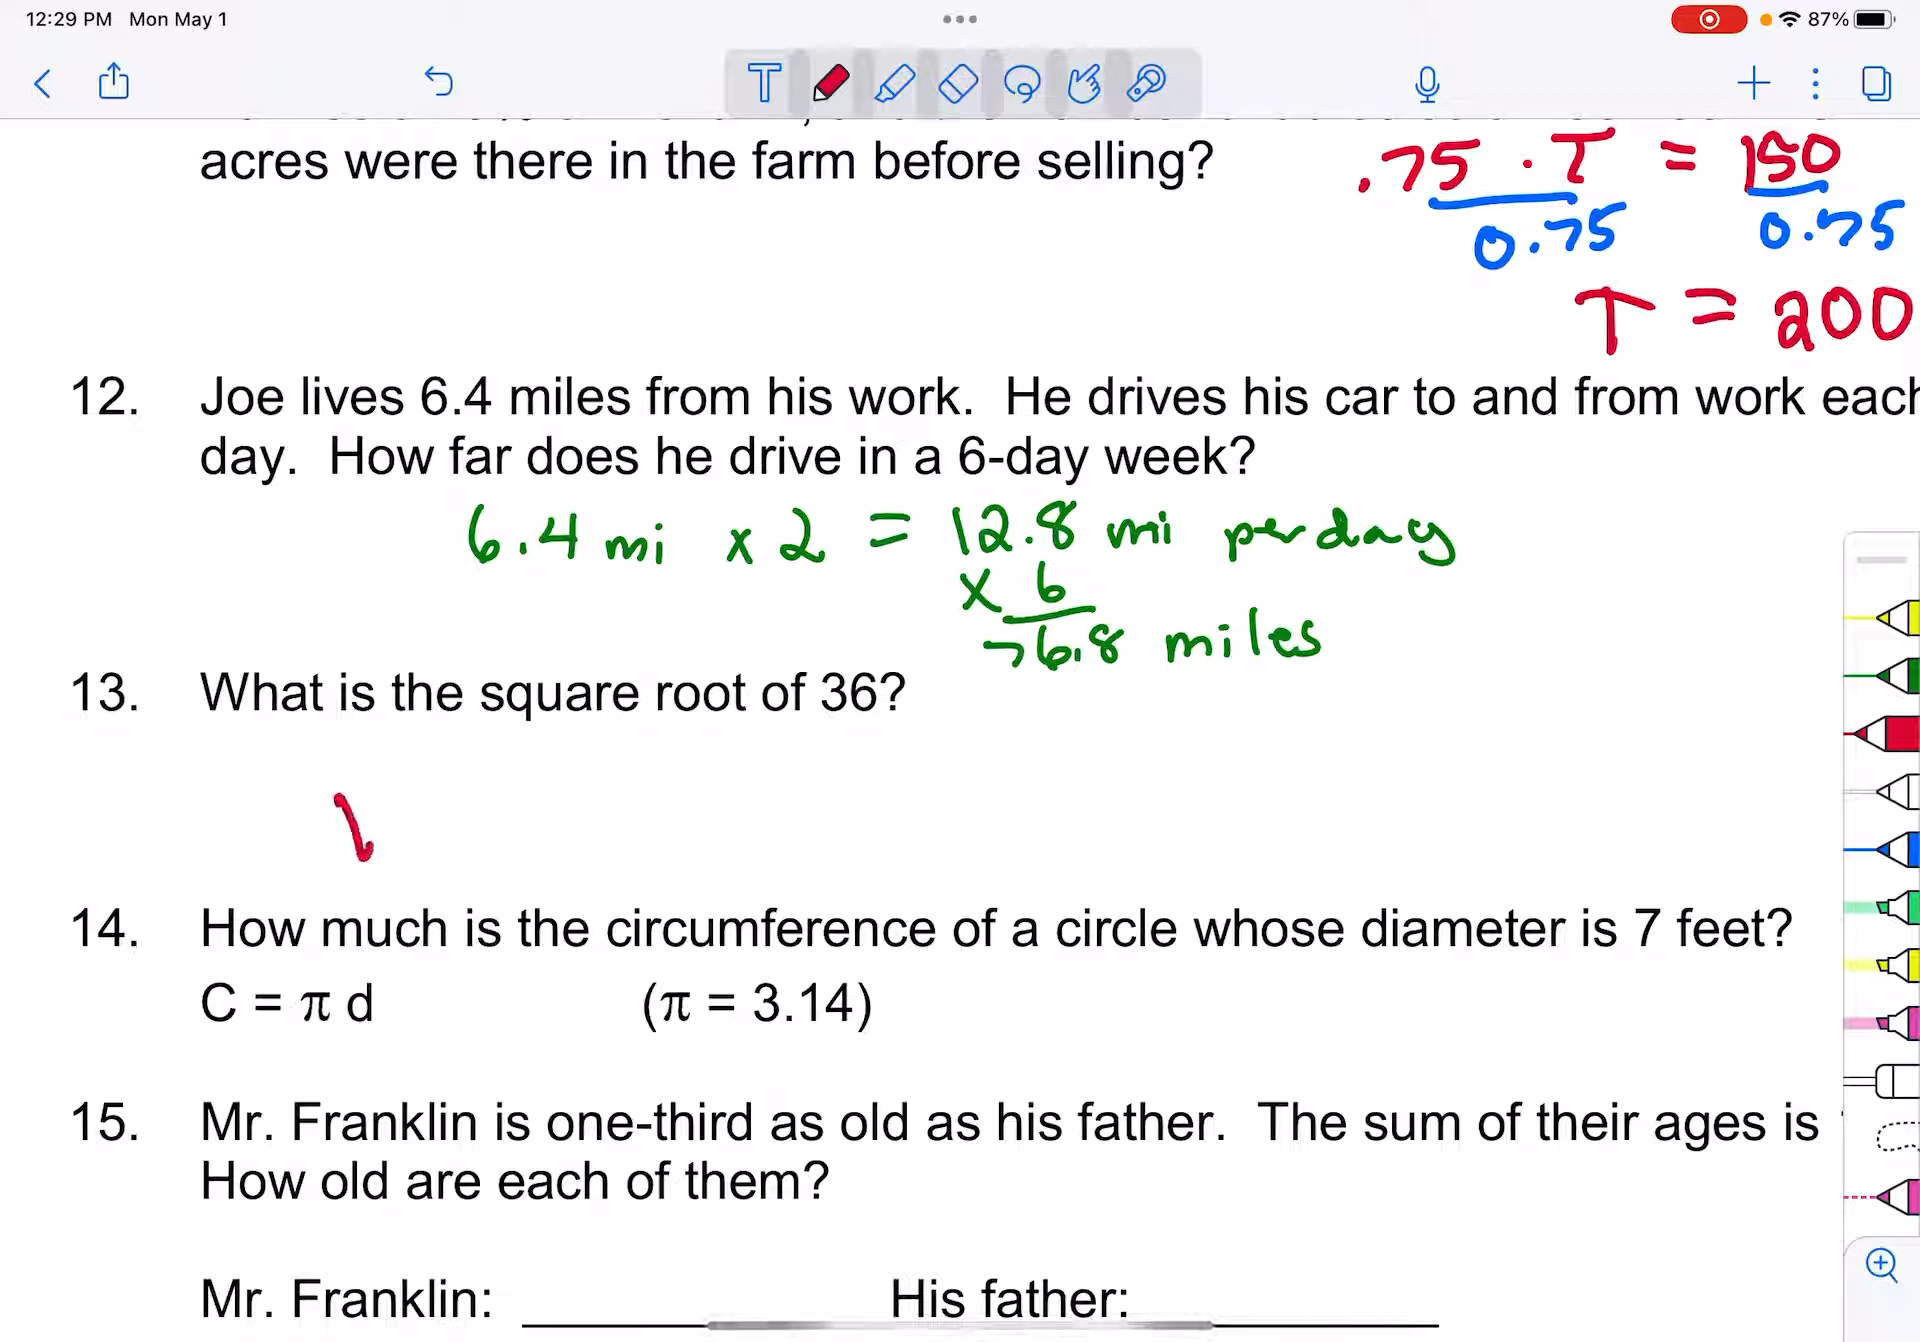 12:29 PM Mon May 1
87%
acres were there in the farm before selling?
.75 · T = 150
0.75 0.75
T = 200
12. Joe lives 6.4 miles from his work. He drives his car to and from work each
day. How far does he drive in a 6-day week?
6.4 mi x 2 = 12.8 mi per day
x 6
76.8 miles
13. What is the square root of 36?
14. How much is the circumference of a circle whose diameter is 7 feet?
C = π d (π = 3.14)
15. Mr. Franklin is one-third as old as his father. The sum of their ages is
How old are each of them?
Mr. Franklin: His father: